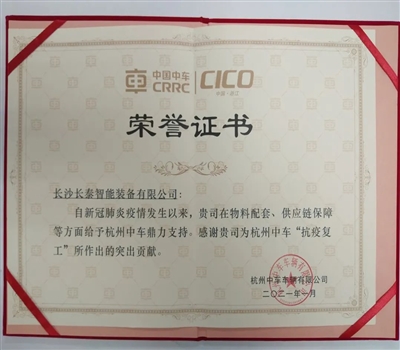 中国中车
CRRC
CICO
中国·浙江
荣誉证书
长沙长泰智能装备有限公司：
自新冠肺炎疫情发生以来，贵司在物料配套、供应链保障
等方面给予杭州中车鼎力支持。感谢贵司为杭州中车“抗疫复
工”所作出的突出贡献。
杭州中车车辆有限公司
二〇二一年一月